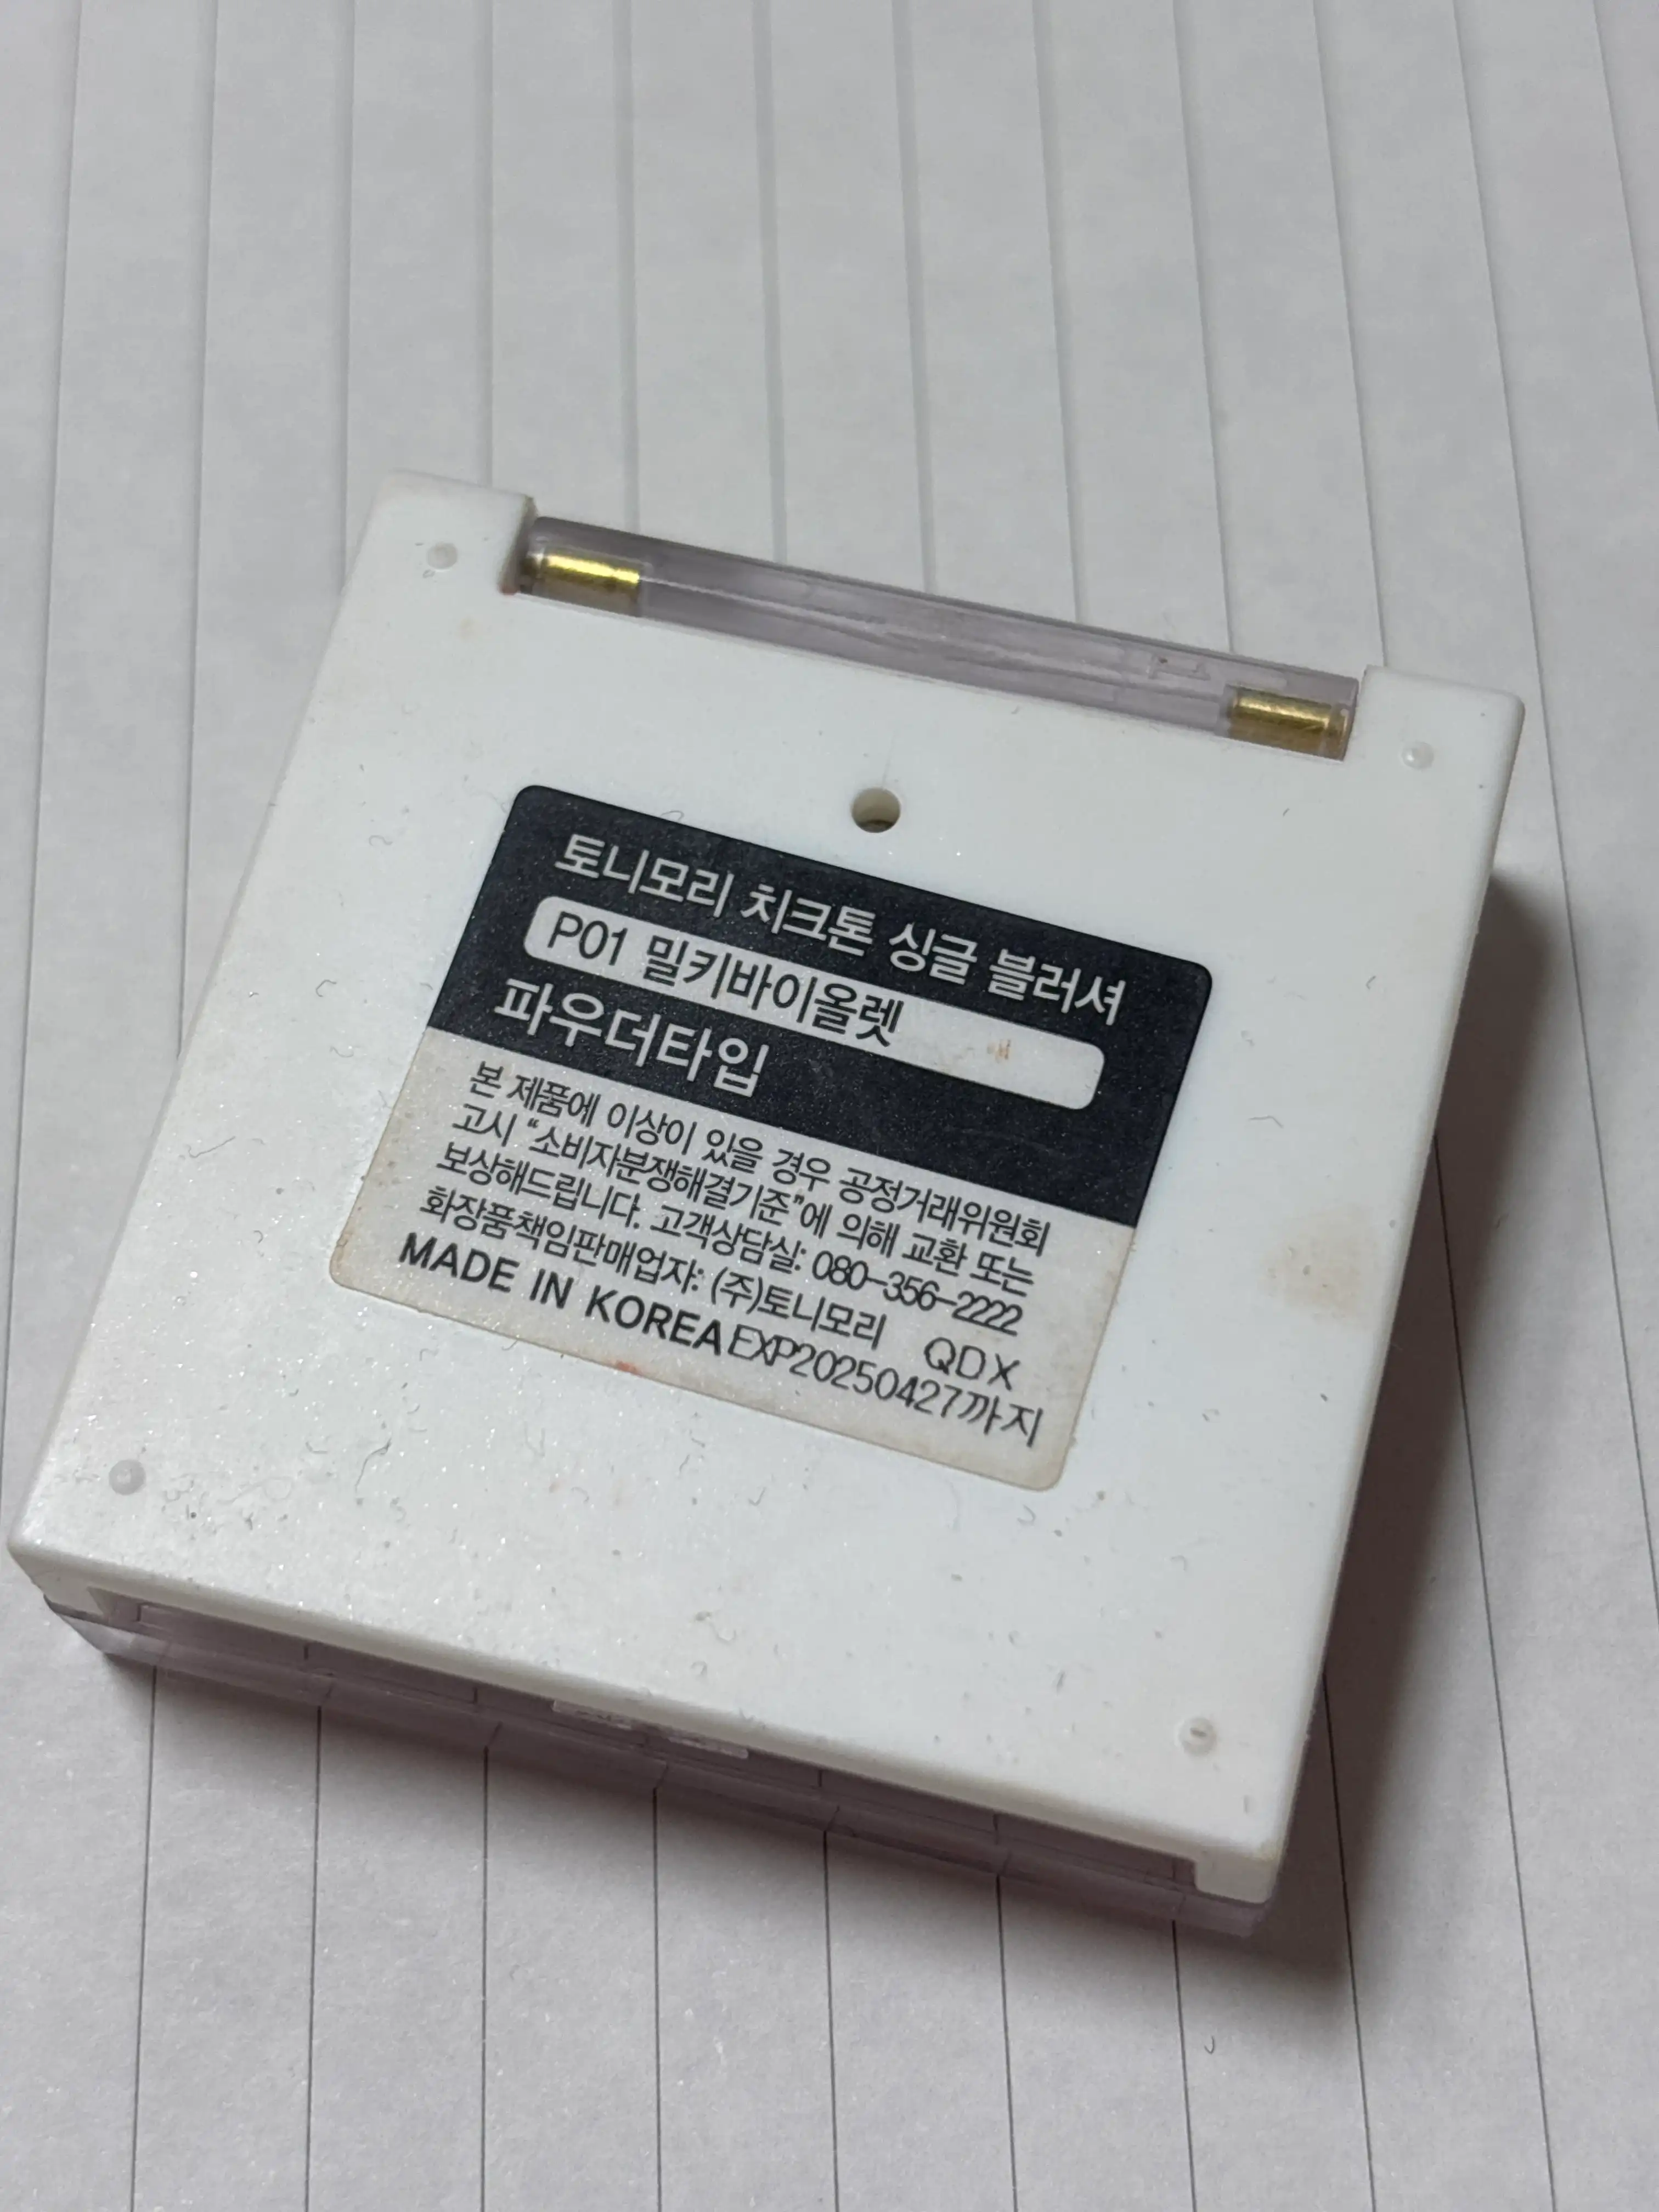 토니모리 치크톤 싱글 블러셔
P01 밀키바이올렛
파우더타입
본 제품에 이상이 있을 경우 공정거래위원회
고시 “소비자분쟁해결기준”에 의해 교환 또는
보상해드립니다. 고객상담실: 080-356-2222
화장품책임판매업자: (주)토니모리 QDX
MADE IN KOREA EXP20250427까지